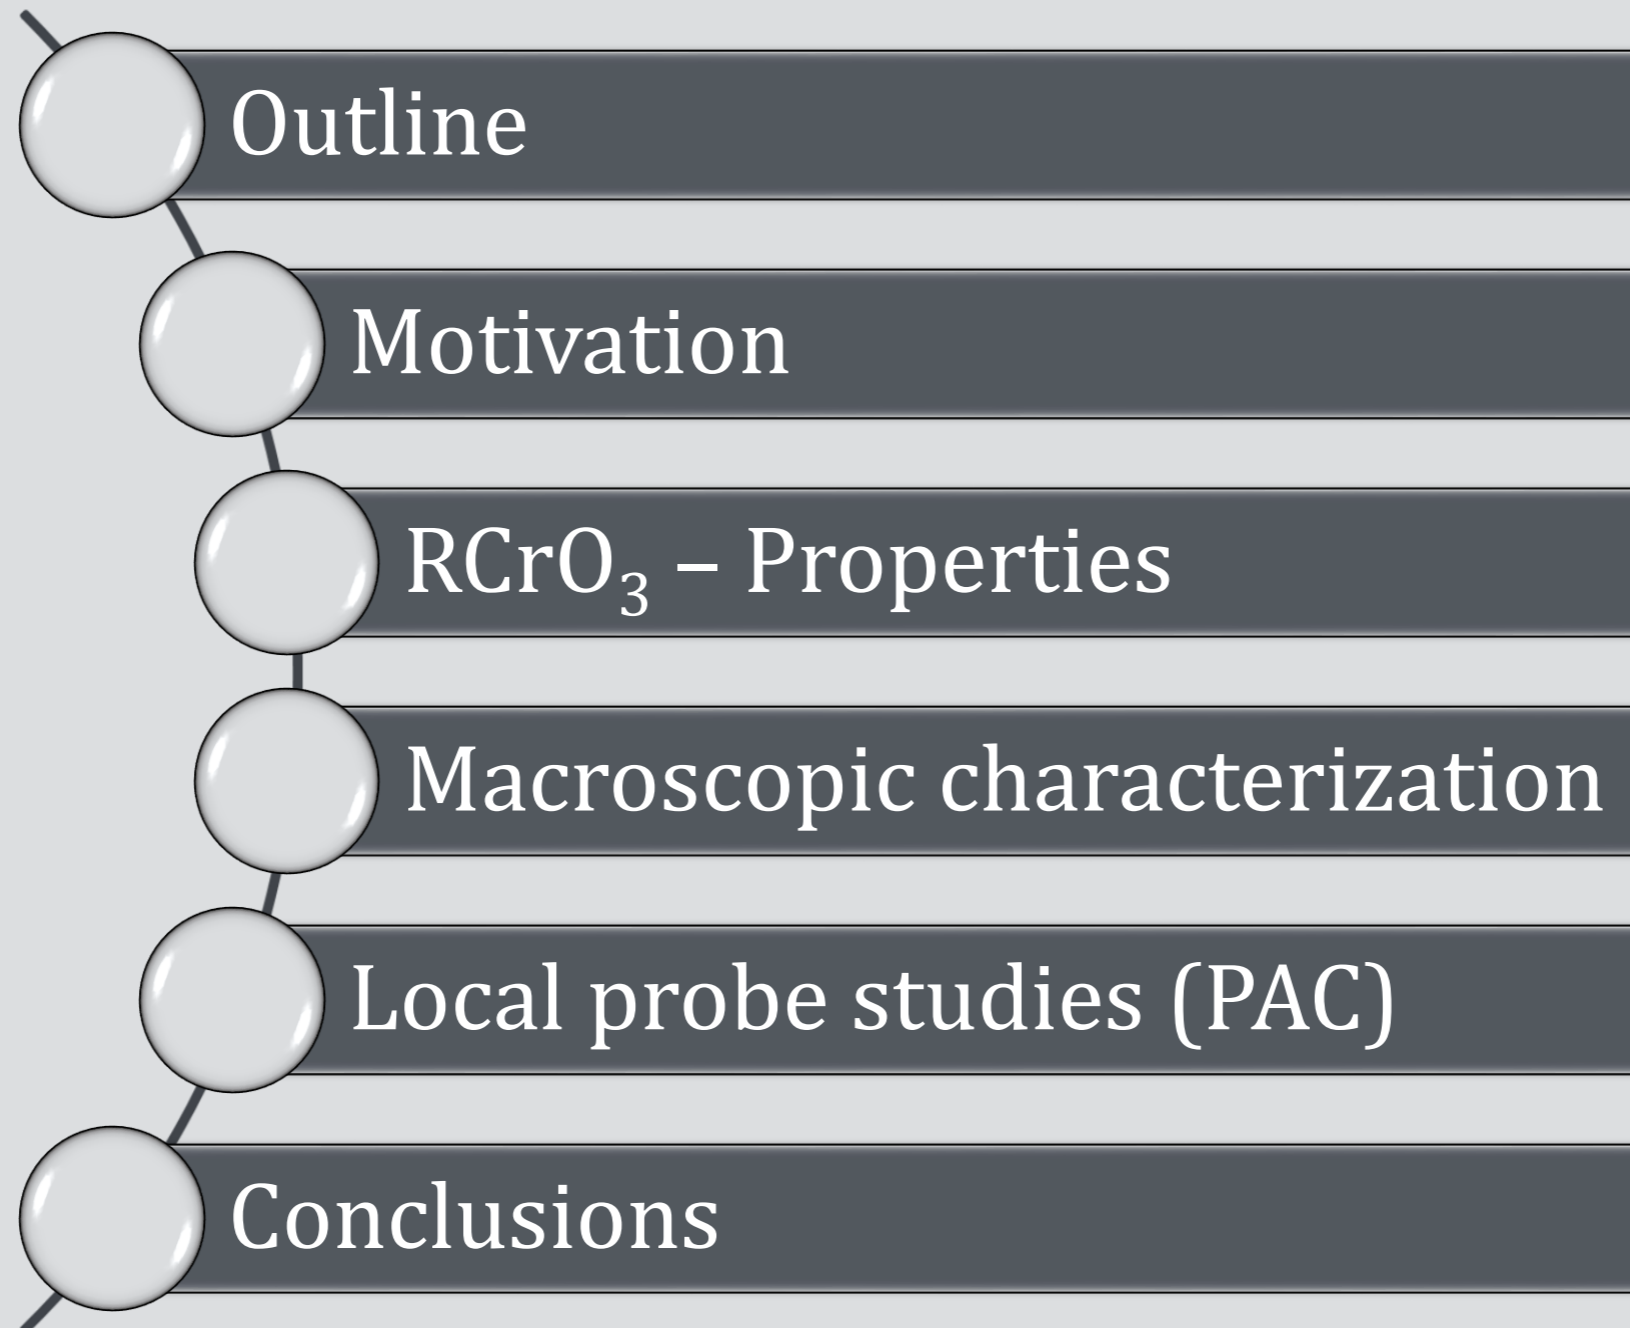 Outline
Motivation
RCrO₃ – Properties
Macroscopic characterization
Local probe studies (PAC)
Conclusions